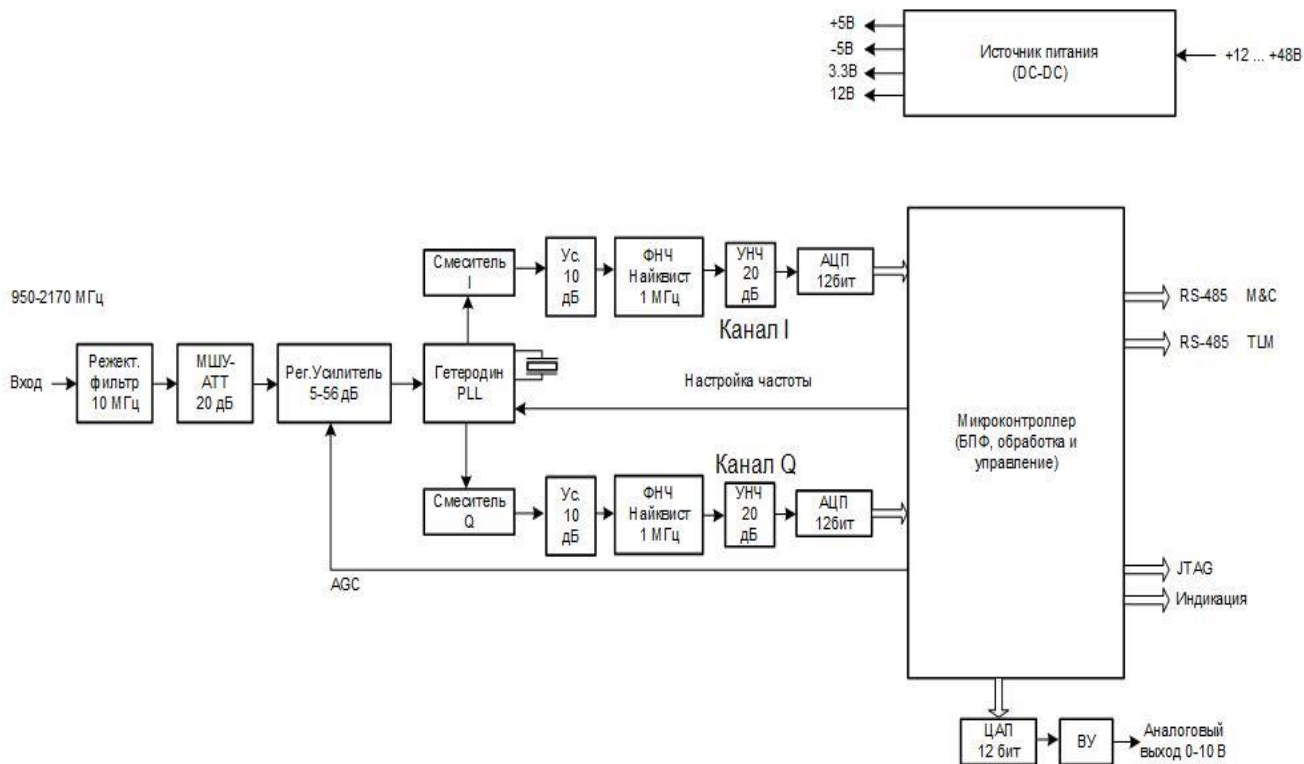 +5В
-5В
3.3В
12В
Источник питания
(DC-DC)
+12 ... +48В
950-2170 МГц
Вход
Режект.
фильтр
10 МГц
МШУ-
АТТ
20 дБ
Рег.Усилитель
5-56 дБ
Смеситель
I
Ус.
10
дБ
ФНЧ
Найквист
1 МГц
УНЧ
20
дБ
АЦП
12бит
Канал I
Гетеродин
PLL
Настройка частоты
Канал Q
Смеситель
Q
Ус.
10
дБ
ФНЧ
Найквист
1 МГц
УНЧ
20
дБ
АЦП
12бит
AGC
Микроконтроллер
(БПФ, обработка и
управление)
RS-485 M&C
RS-485 TLM
JTAG
Индикация
ЦАП
12 бит
ВУ
Аналоговый
выход 0-10 В